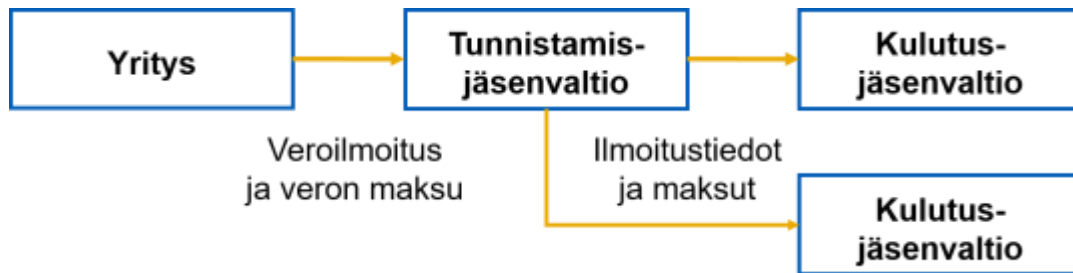 Yritys
Tunnistamis-
jäsenvaltio
Kulutus-
jäsenvaltio
Veroilmoitus
ja veron maksu
Ilmoitustiedot
ja maksut
Kulutus-
jäsenvaltio